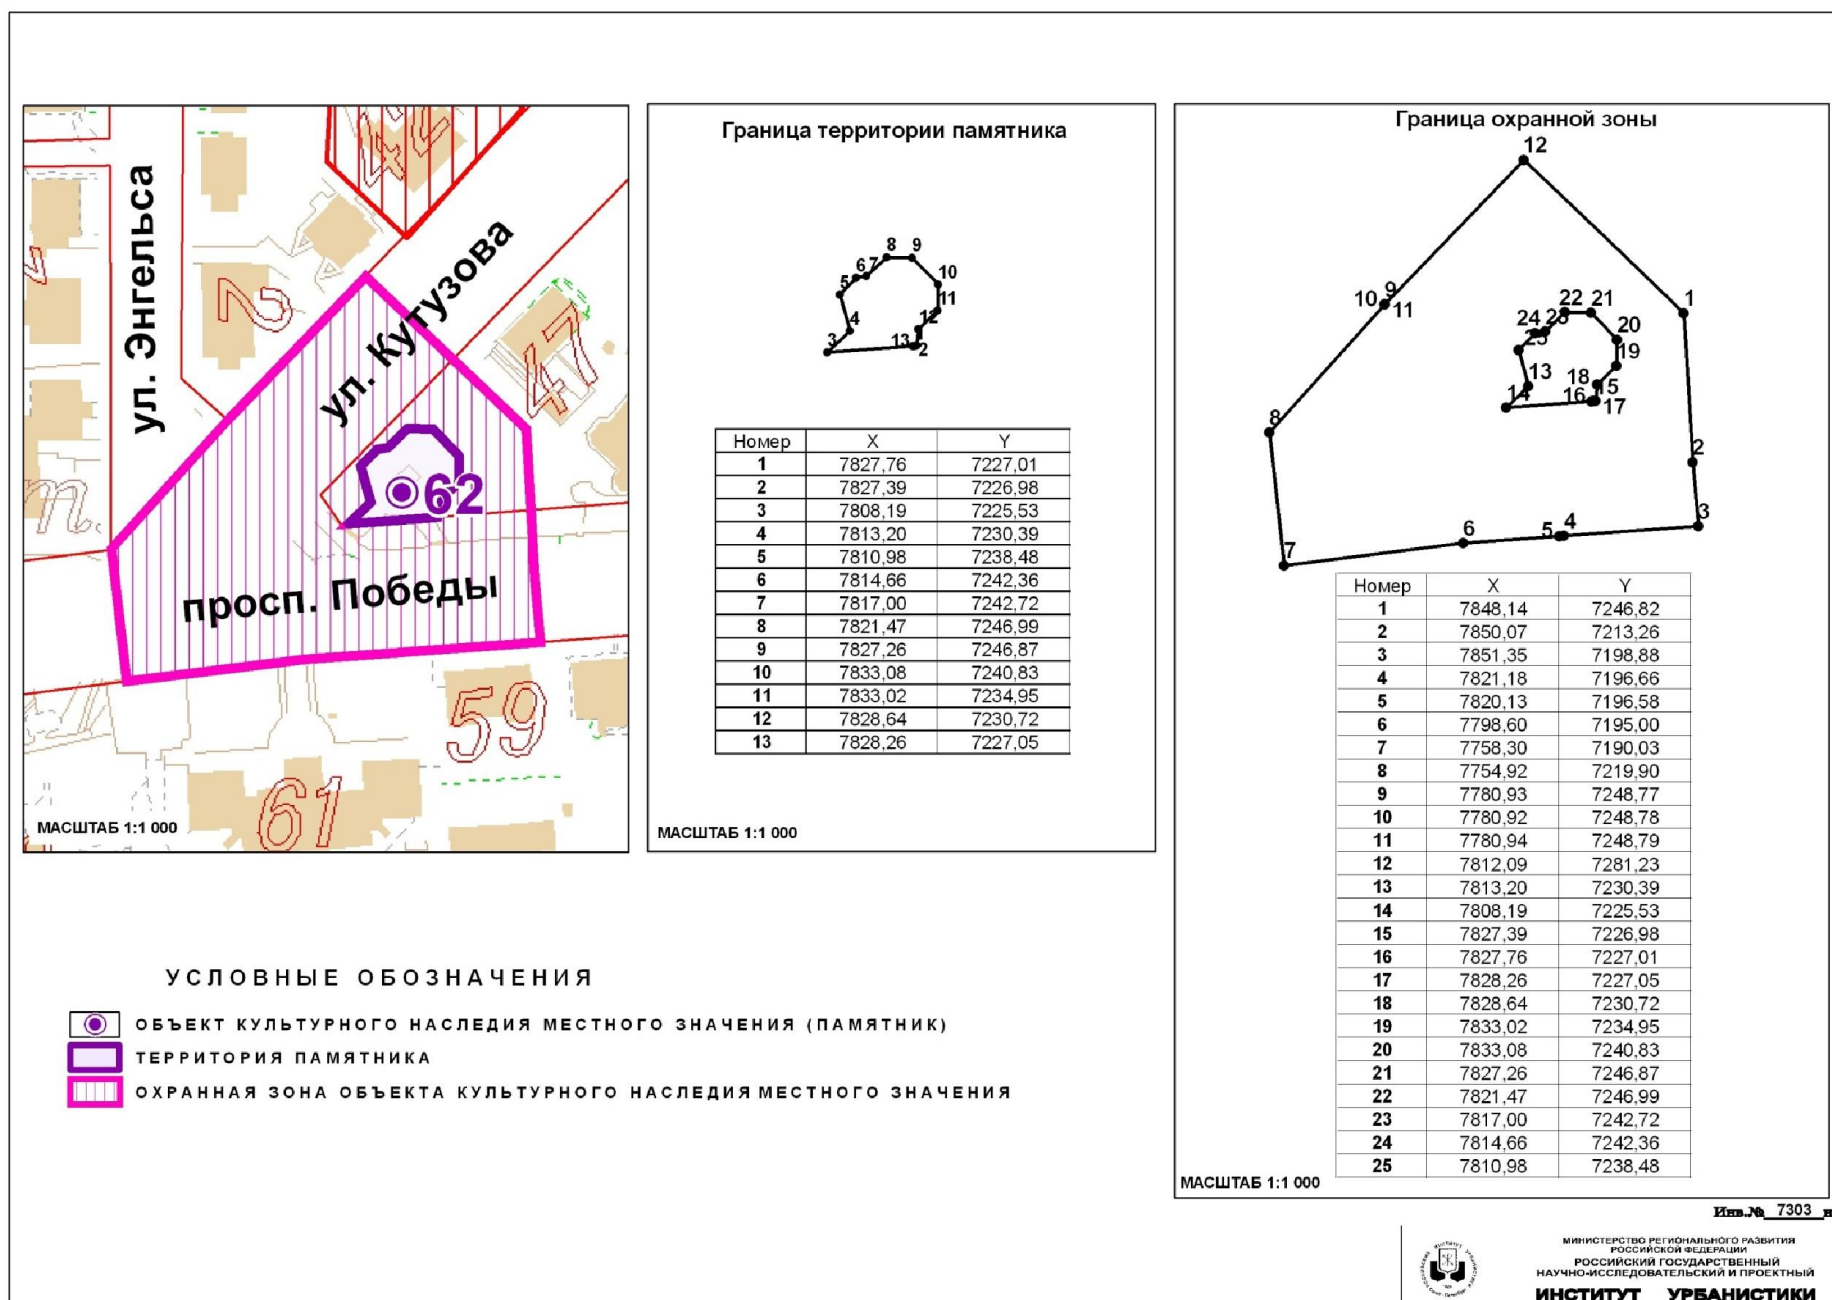 ул. Энгельса
ул. Кутузова
просп. Победы
2
47
62
59
61
МАСШТАБ 1:1 000
Граница территории памятника
8 9
6 7
10
5
11
4
12
3
13
2
Номер X Y
1 7827,76 7227,01
2 7827,39 7226,98
3 7808,19 7225,53
4 7813,20 7230,39
5 7810,98 7238,48
6 7814,66 7242,36
7 7817,00 7242,72
8 7821,47 7246,99
9 7827,26 7246,87
10 7833,08 7240,83
11 7833,02 7234,95
12 7828,64 7230,72
13 7828,26 7227,05
МАСШТАБ 1:1 000
Граница охранной зоны
12
9
10 11
1
22 21
24 23 20
25 19
13
18 15
14 16 17
8
2
3
6 5 4
7
Номер X Y
1 7848,14 7246,82
2 7850,07 7213,26
3 7851,35 7198,88
4 7821,18 7196,66
5 7820,13 7196,58
6 7798,60 7195,00
7 7758,30 7190,03
8 7754,92 7219,90
9 7780,93 7248,77
10 7780,92 7248,78
11 7780,94 7248,79
12 7812,09 7281,23
13 7813,20 7230,39
14 7808,19 7225,53
15 7827,39 7226,98
16 7827,76 7227,01
17 7828,26 7227,05
18 7828,64 7230,72
19 7833,02 7234,95
20 7833,08 7240,83
21 7827,26 7246,87
22 7821,47 7246,99
23 7817,00 7242,72
24 7814,66 7242,36
25 7810,98 7238,48
МАСШТАБ 1:1 000
УСЛОВНЫЕ ОБОЗНАЧЕНИЯ
ОБЪЕКТ КУЛЬТУРНОГО НАСЛЕДИЯ МЕСТНОГО ЗНАЧЕНИЯ (ПАМЯТНИК)
ТЕРРИТОРИЯ ПАМЯТНИКА
ОХРАННАЯ ЗОНА ОБЪЕКТА КУЛЬТУРНОГО НАСЛЕДИЯ МЕСТНОГО ЗНАЧЕНИЯ
Инв.№ 7303
МИНИСТЕРСТВО РЕГИОНАЛЬНОГО РАЗВИТИЯ
РОССИЙСКОЙ ФЕДЕРАЦИИ
РОССИЙСКИЙ ГОСУДАРСТВЕННЫЙ
НАУЧНО-ИССЛЕДОВАТЕЛЬСКИЙ И ПРОЕКТНЫЙ
ИНСТИТУТ УРБАНИСТИКИ